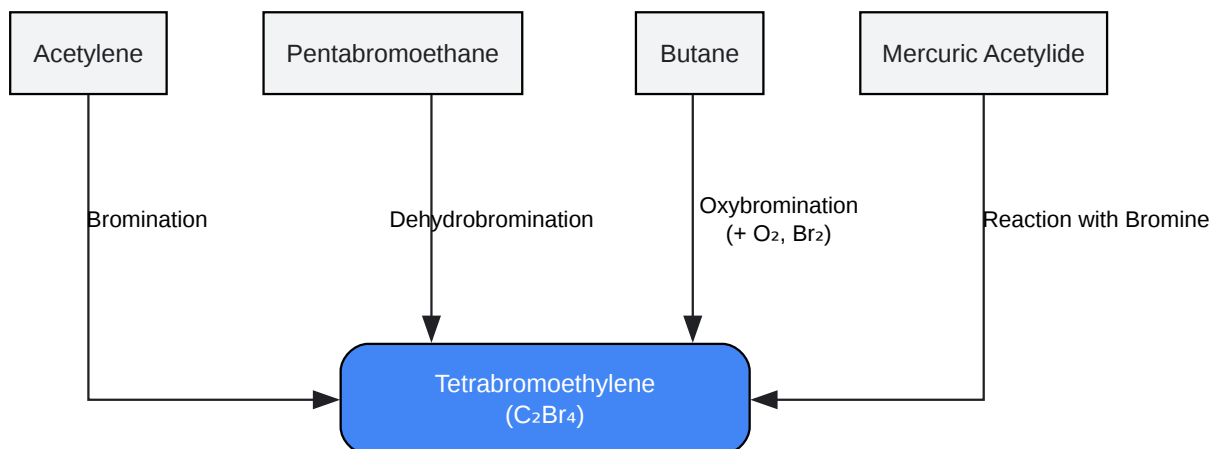 Acetylene
Pentabromoethane
Butane
Mercuric Acetylide
Bromination
Dehydrobromination
Oxybromination
(+ O₂, Br₂)
Reaction with Bromine
Tetrabromoethylene
(C₂Br₄)